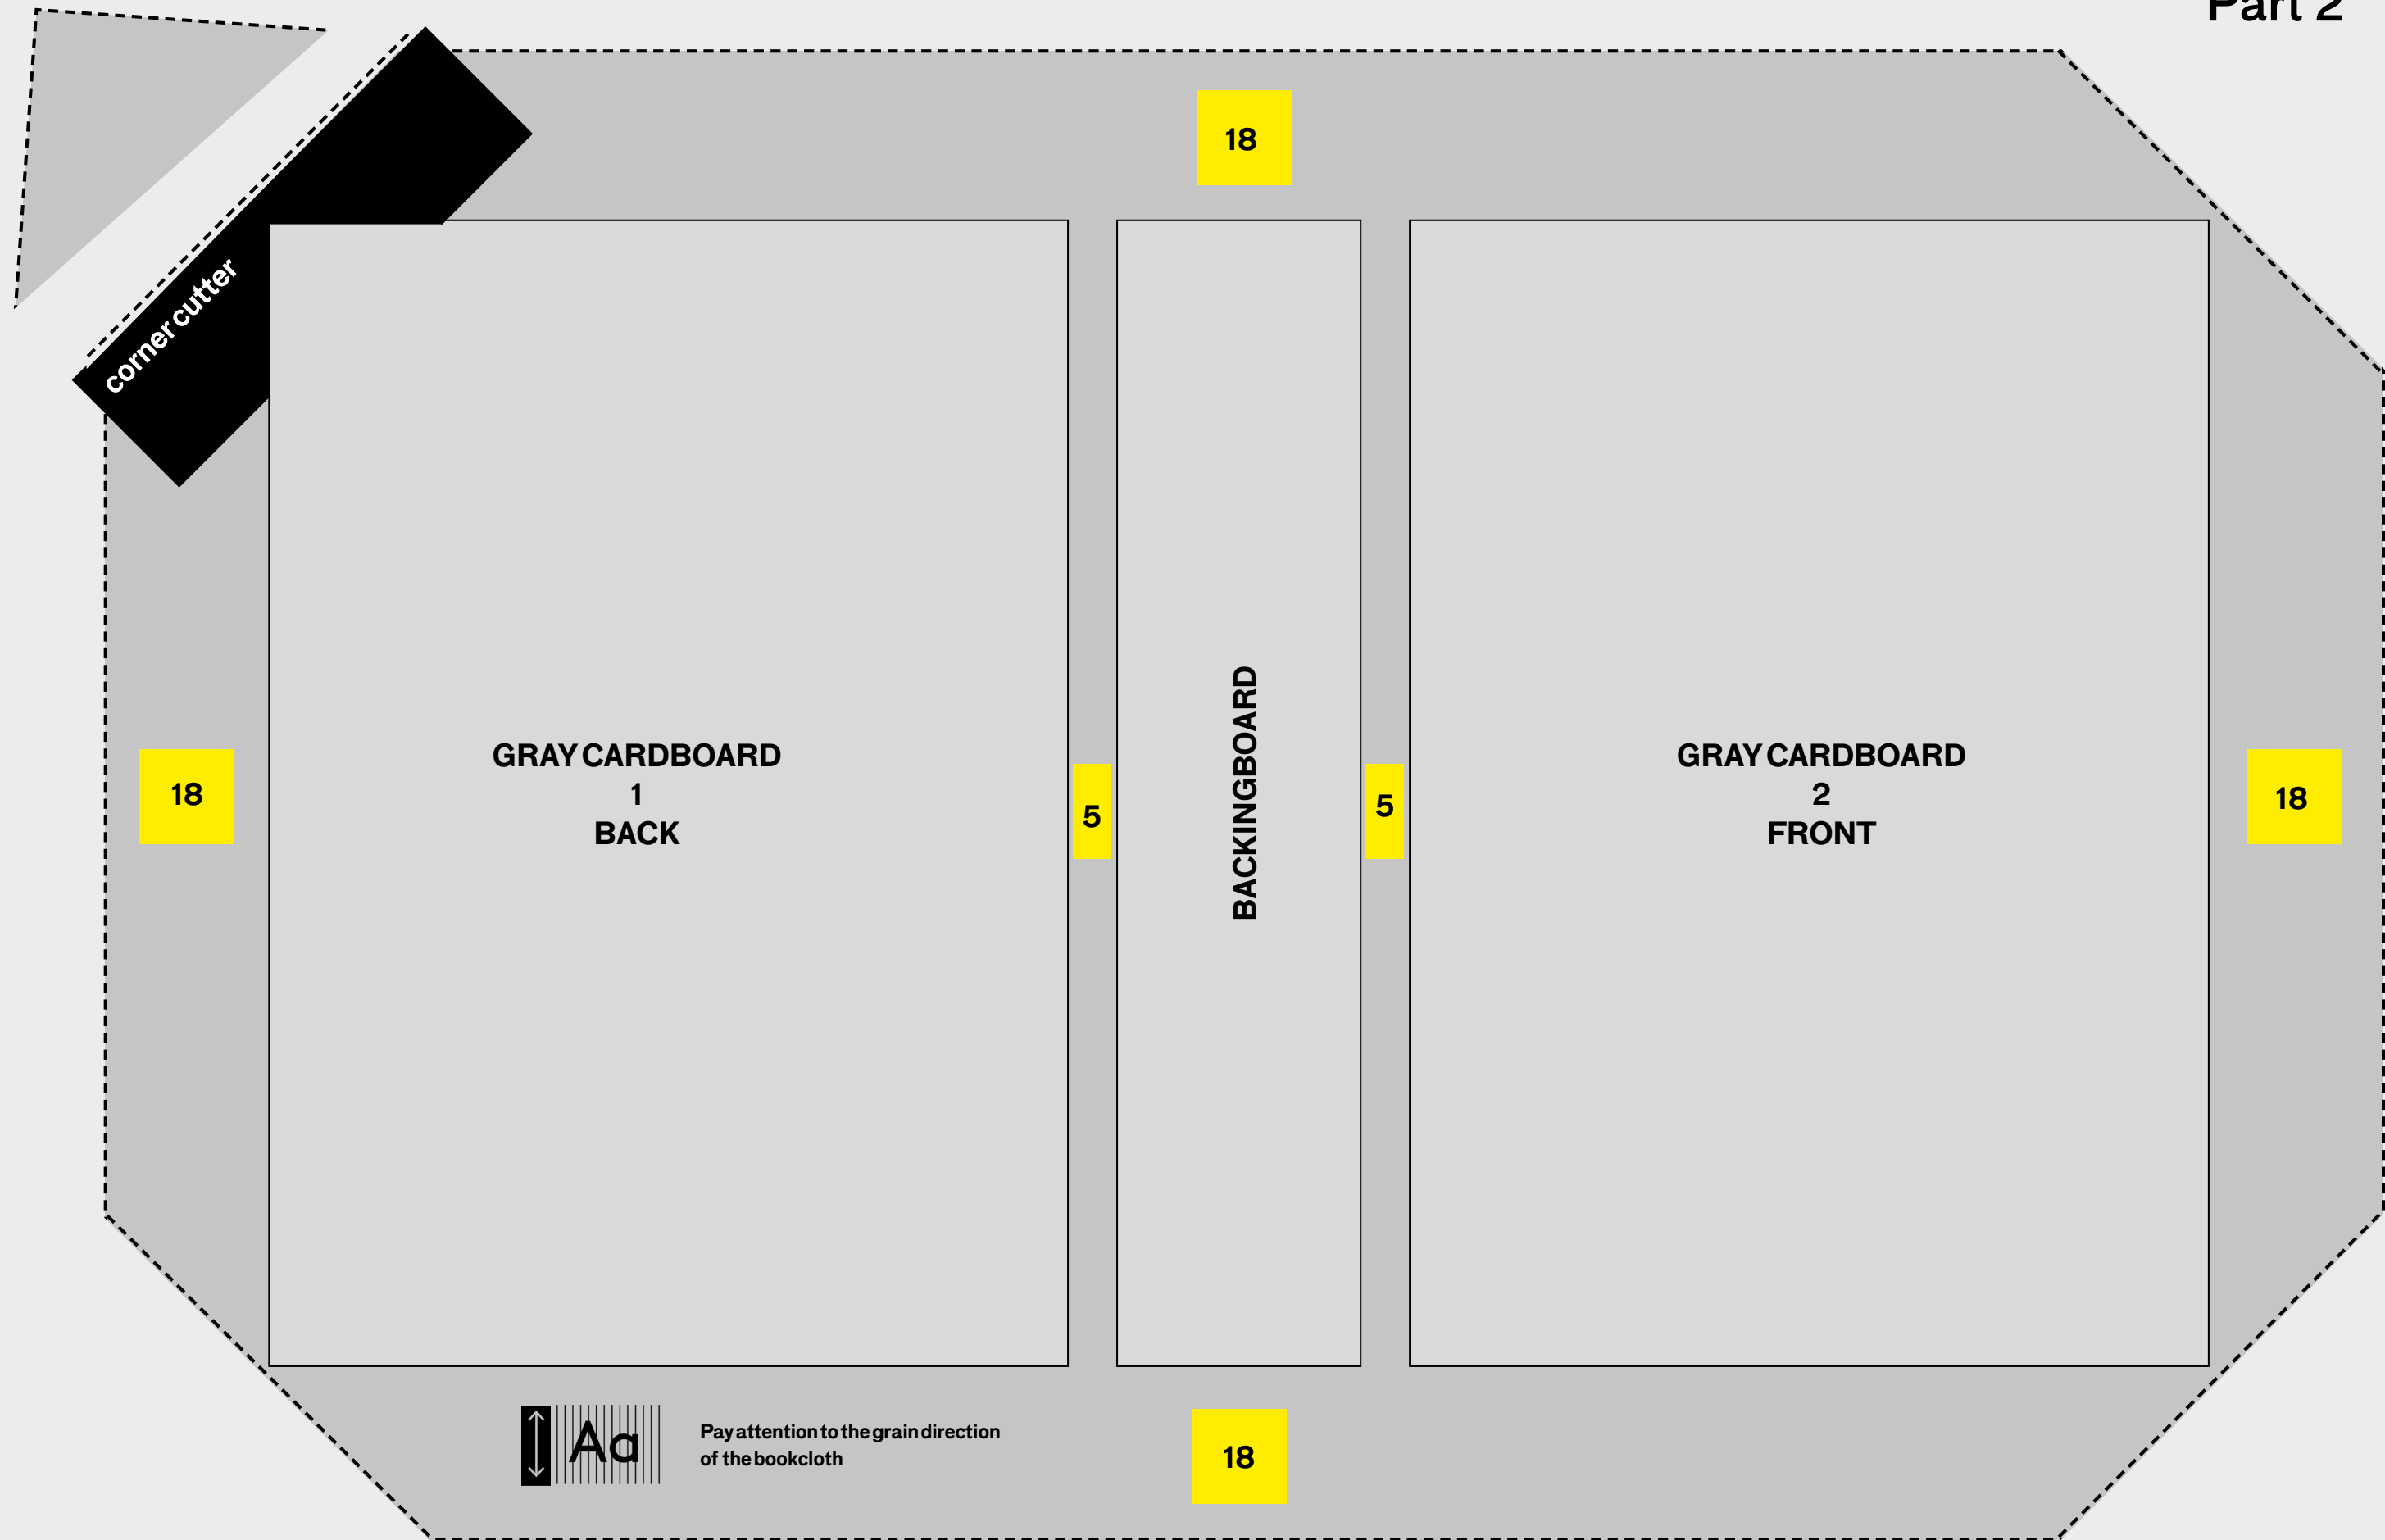 Part 2
18
corner cutter
GRAY CARDBOARD
1
BACK
BACKINGBOARD
GRAY CARDBOARD
2
FRONT
18
5
5
18
Aa
Pay attention to the grain direction
of the bookcloth
18